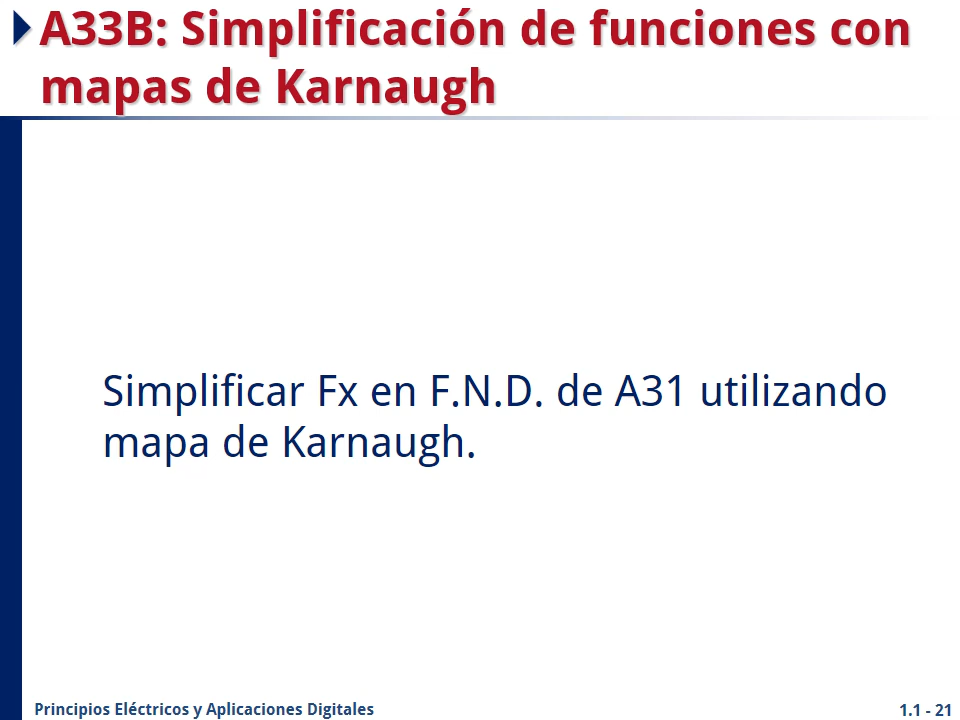 A33B: Simplificación de funciones con
mapas de Karnaugh
Simplificar Fx en F.N.D. de A31 utilizando
mapa de Karnaugh.
Principios Eléctricos y Aplicaciones Digitales
1.1 - 21